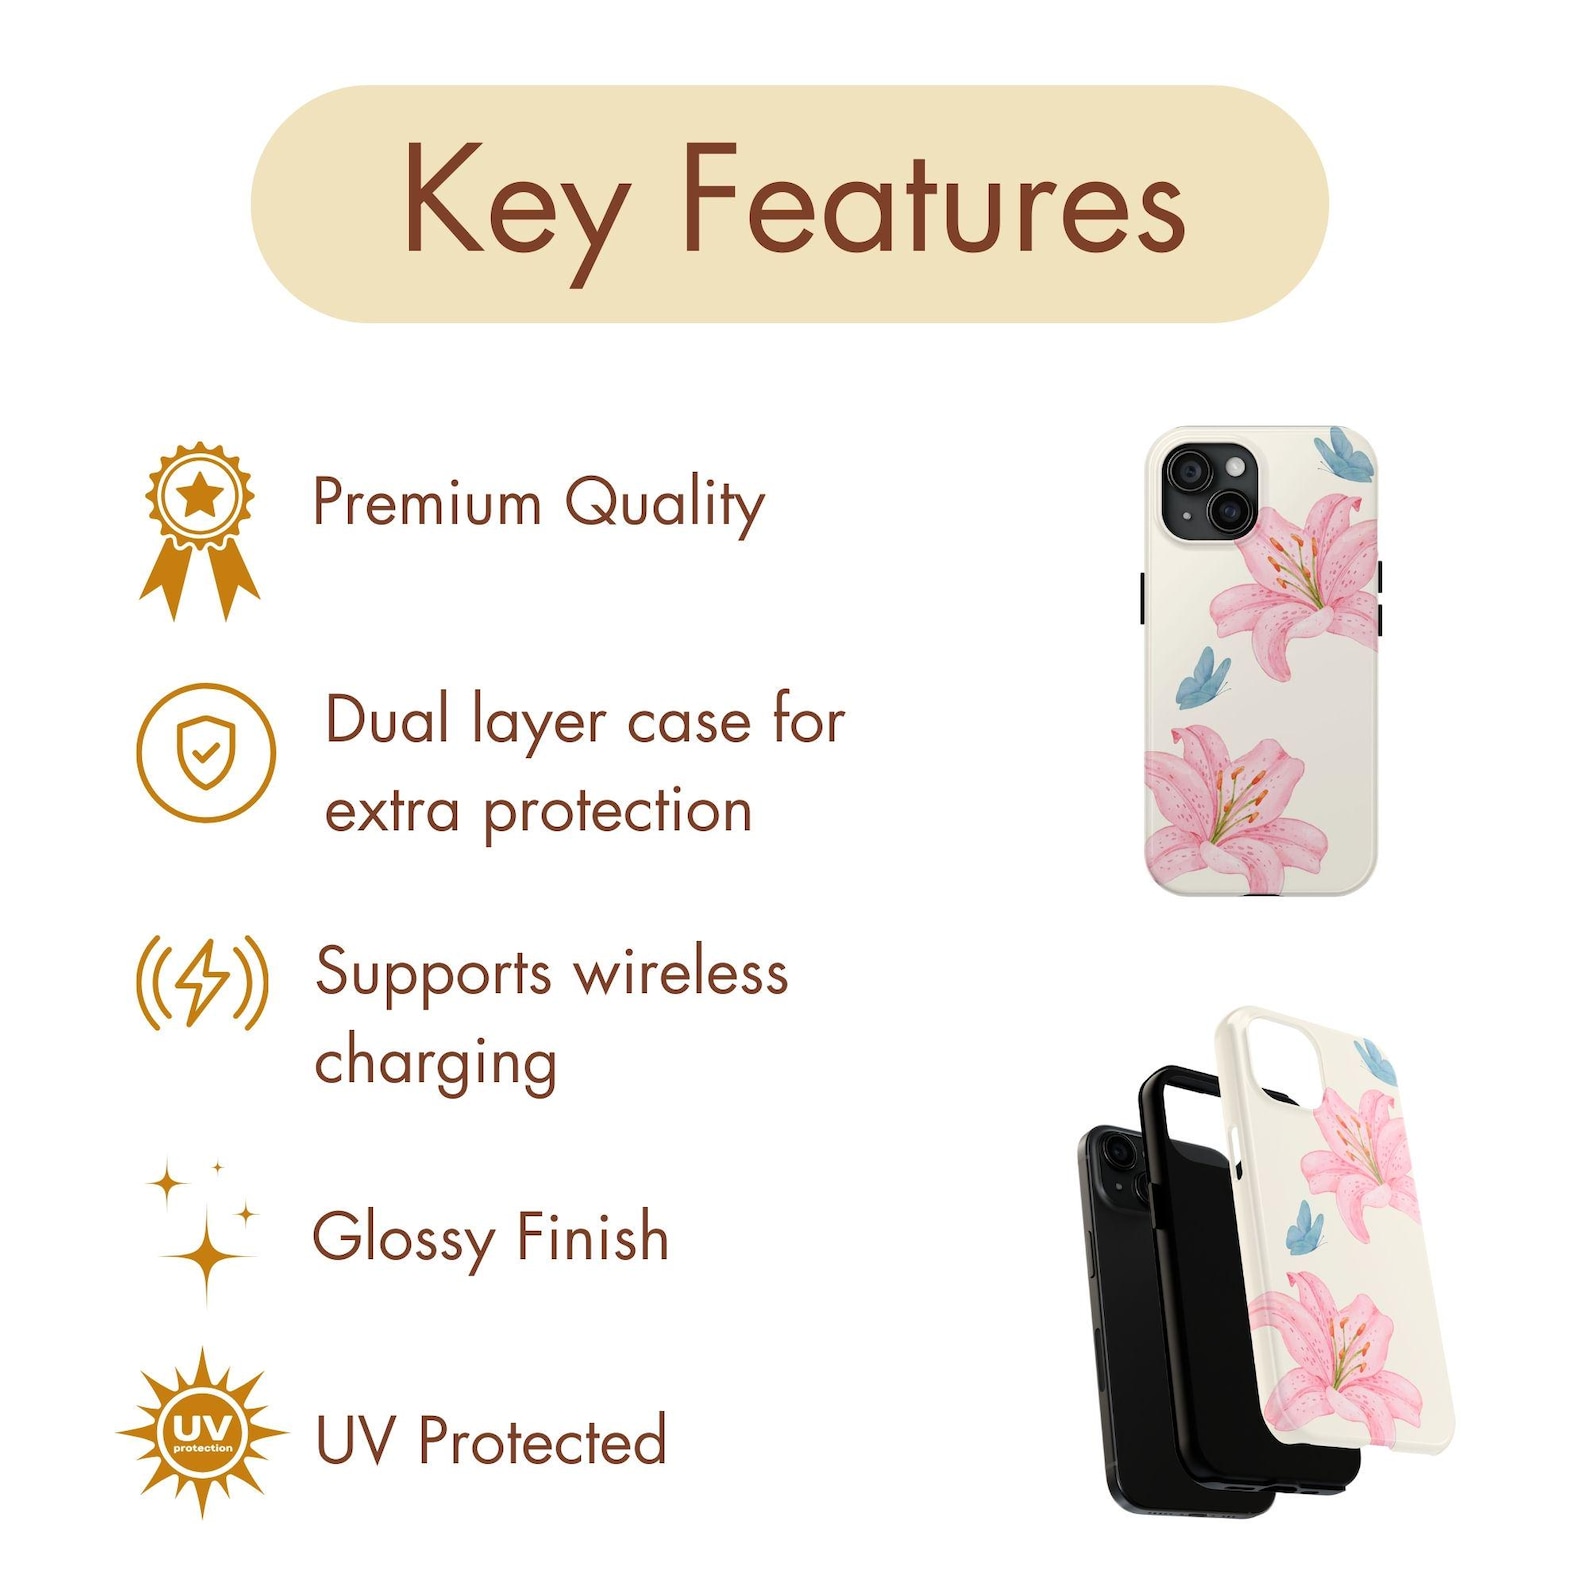 Key Features
Premium Quality
Dual layer case for
extra protection
Supports wireless
charging
Glossy Finish
UV
protection
UV Protected